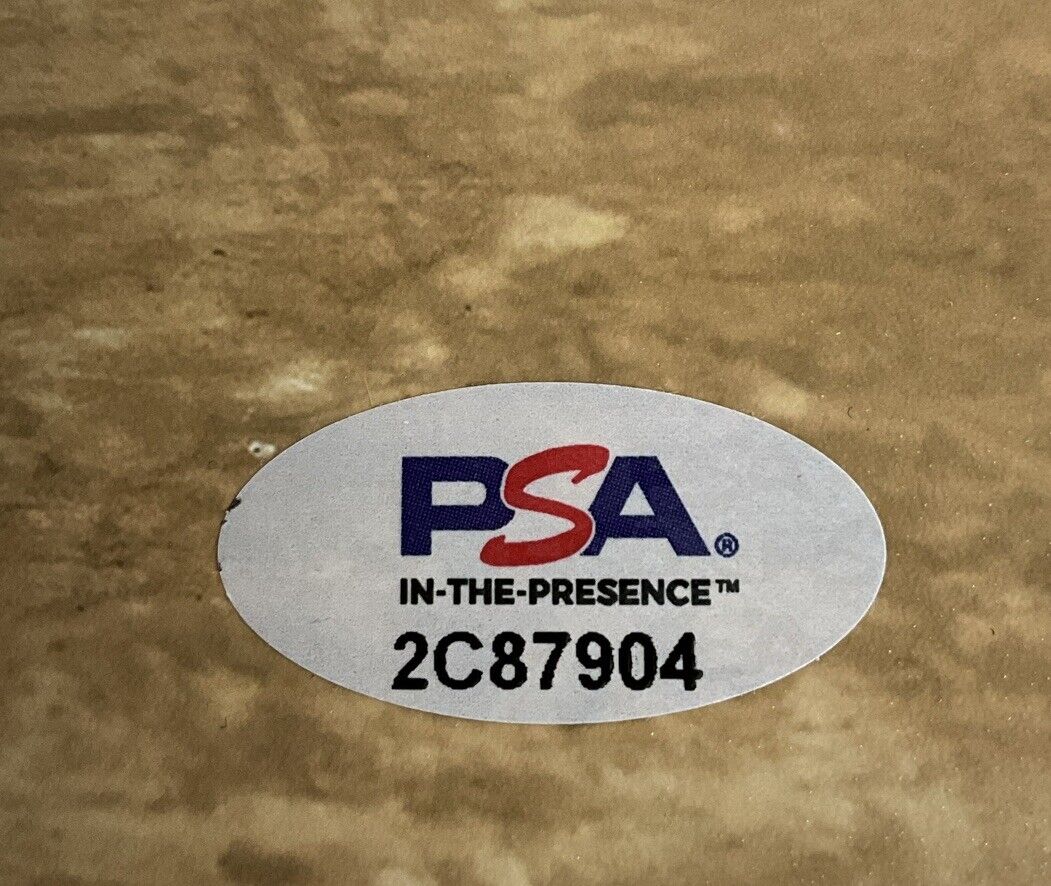 PSA®
IN-THE-PRESENCE™
2C87904